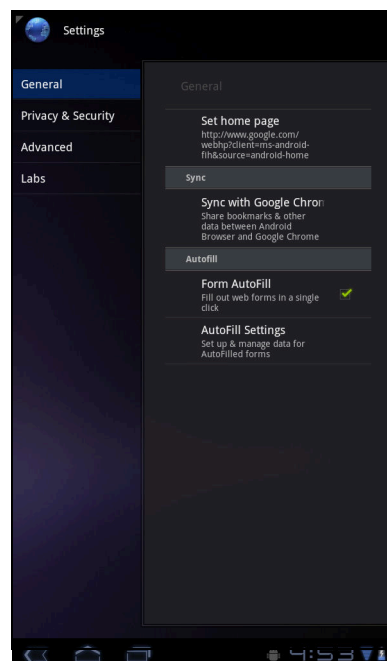 Settings
General
Privacy & Security
Advanced
Labs
General
Set home page
http://www.google.com/
webhp?client=ms-android-
fih&source=android-home
Sync
Sync with Google Chron
Share bookmarks & other
data between Android
Browser and Google Chrome
Autofill
Form AutoFill
Fill out web forms in a single
click
AutoFill Settings
Set up & manage data for
AutoFilled forms
4:53